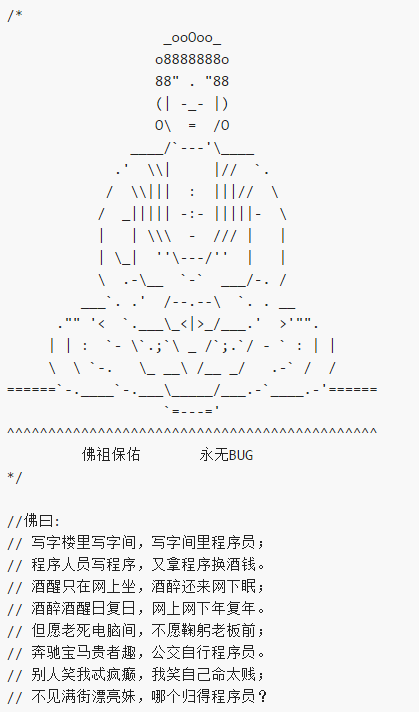 /*
                   _ooOoo_
                  o8888888o
                  88" . "88
                  (| -_- |)
                  O\  =  /O
               ____/`---'\____
             .'  \\|     |//  `.
            /  \\|||  :  |||//  \
           /  _||||| -:- |||||-  \
           |   | \\\  -  /// |   |
           | \_|  ''\---/''  |   |
           \  .-\__  `-`  ___/-. /
         ___`. .'  /--.--\  `. . __
      ."" '<  `.___\_<|>_/___.'  >'"".
     | | :  `- \`.;`\ _ /`;.`/ - ` : | |
     \  \ `-.   \_ __\ /__ _/   .-` /  /
======`-.____`-.___\_____/___.-`____.-'======
                   `=---='
^^^^^^^^^^^^^^^^^^^^^^^^^^^^^^^^^^^^^^^^^^^^^
         佛祖保佑       永无BUG
*/
//佛曰:
// 写字楼里写字间，写字间里程序员；
// 程序人员写程序，又拿程序换酒钱。
// 酒醒只在网上坐，酒醉还来网下眠；
// 酒醉酒醒日复日，网上网下年复年。
// 但愿老死电脑间，不愿鞠躬老板前；
// 奔驰宝马贵者趣，公交自行程序员。
// 别人笑我忒疯癫，我笑自己命太贱；
// 不见满街漂亮妹，哪个归得程序员？